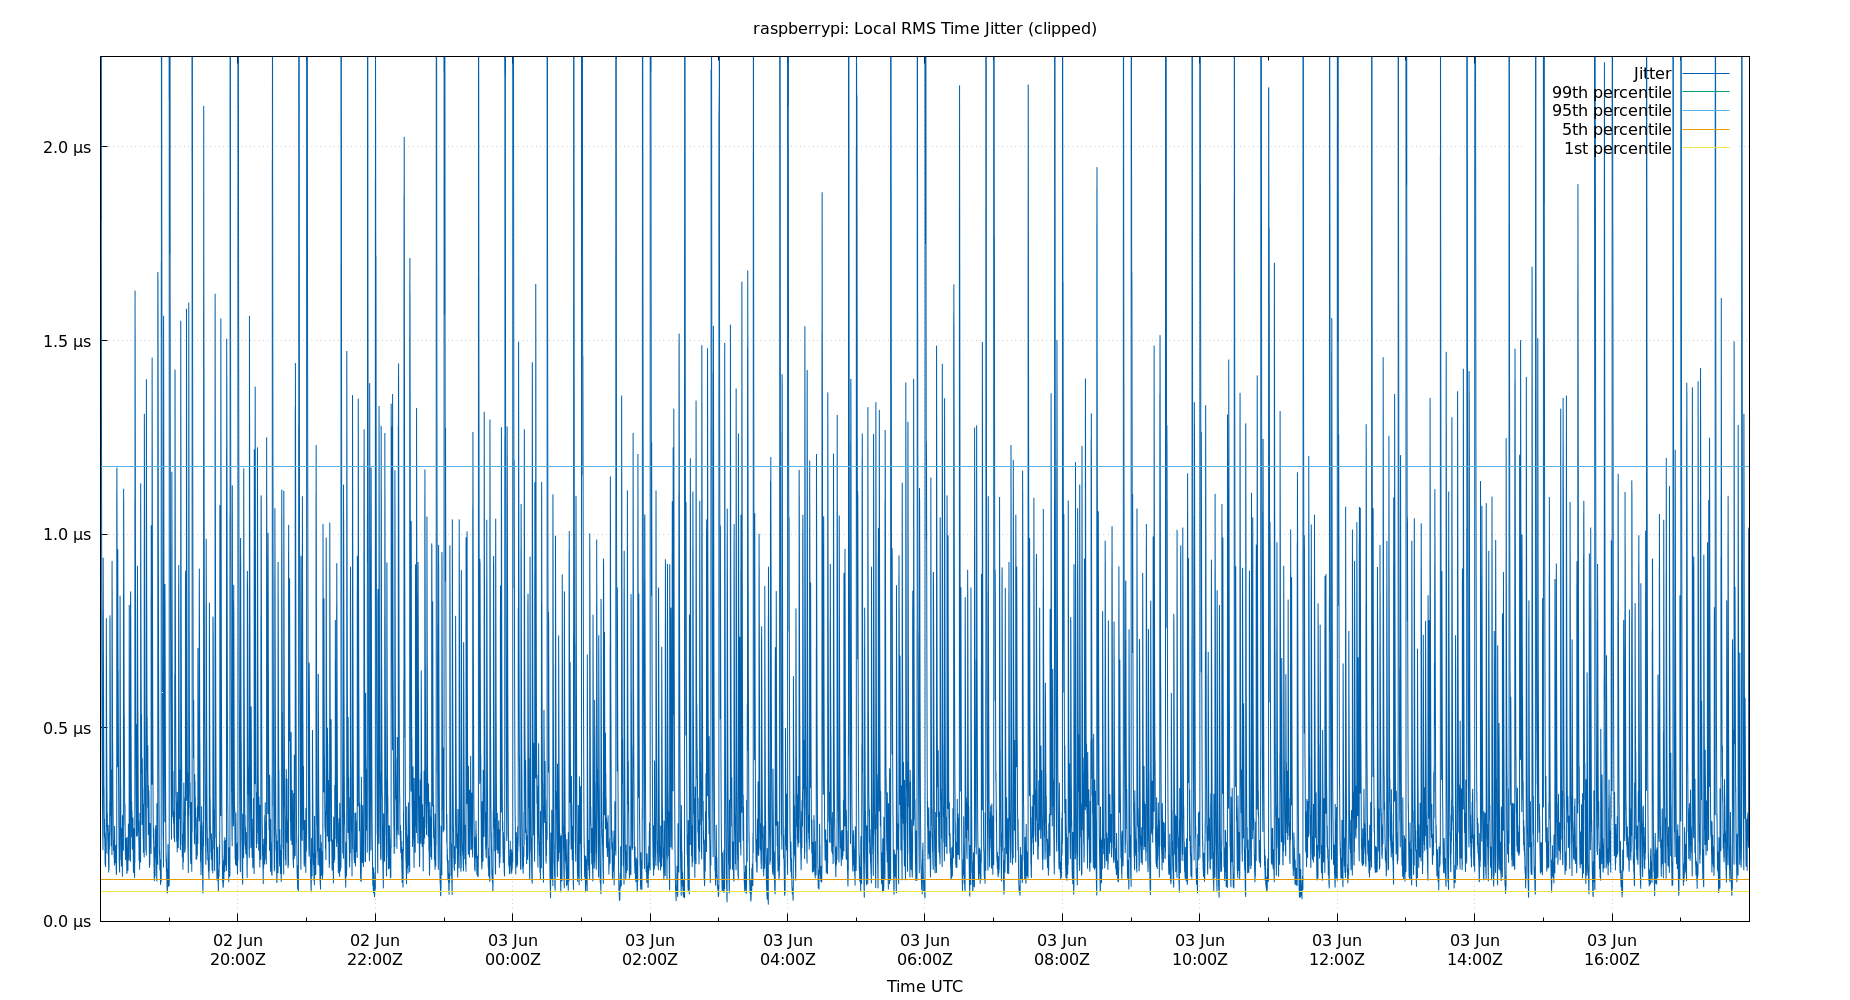 raspberrypi: Local RMS Time Jitter (clipped)
Jitter
99th percentile
95th percentile
5th percentile
1st percentile
2.0 µs
1.5 µs
1.0 µs
0.5 µs
0.0 µs
02 Jun 02 Jun 03 Jun 03 Jun 03 Jun 03 Jun 03 Jun 03 Jun 03 Jun 03 Jun 03 Jun
20:00Z 22:00Z 00:00Z 02:00Z 04:00Z 06:00Z 08:00Z 10:00Z 12:00Z 14:00Z 16:00Z
Time UTC